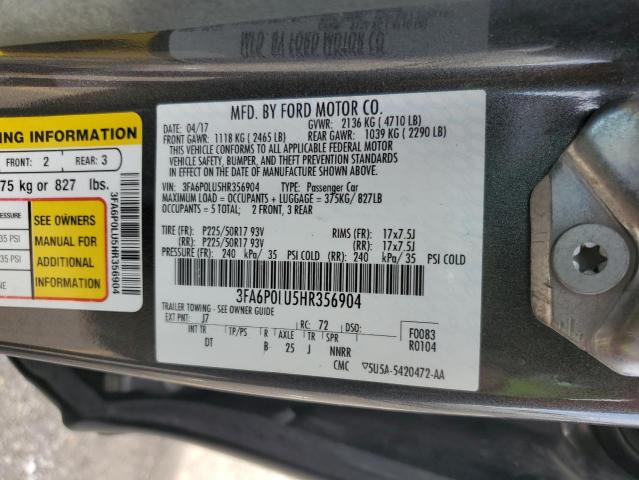 MFD. BY FORD MOTOR CO.
MFD. BY FORD MOTOR CO.
DATE: 04/17 GVWR: 2136 KG ( 4710 LB)
FRONT GAWR: 1118 KG ( 2465 LB) REAR GAWR: 1039 KG ( 2290 LB)
THIS VEHICLE CONFORMS TO ALL APPLICABLE FEDERAL MOTOR
VEHICLE SAFETY, BUMPER, AND THEFT PREVENTION STANDARDS
IN EFFECT ON THE DATE OF MANUFACTURE SHOWN ABOVE.
VIN: 3FA6P0LU5HR356904 TYPE: Passenger Car
MAXIMUM LOAD = OCCUPANTS + LUGGAGE = 375KG/ 827LB
OCCUPANTS = 5 TOTAL; 2 FRONT, 3 REAR
TIRE (FR): P225/50R17 93V RIMS (FR): 17x7.5J
(RR): P225/50R17 93V (RR): 17x7.5J
PRESSURE (FR): 240 kPa/ 35 PSI COLD (RR): 240 kPa/ 35 PSI COLD
3FA6P0LU5HR356904
TRAILER TOWING - SEE OWNER GUIDE
EXT PNT: J7 RC: 72 DSO:
INT TR TP/PS R AXLE TR SPR
DT B 25 J NNRR
F0083
R0104
CMC 5U5A-5420472-AA
ING INFORMATION
FRONT: 2 REAR: 3
75 kg or 827 lbs.
PRESSURE
35 PSI
35 PSI
NE
SEE OWNERS
MANUAL FOR
ADDITIONAL
INFORMATION
3FA6P0LU5HR356904